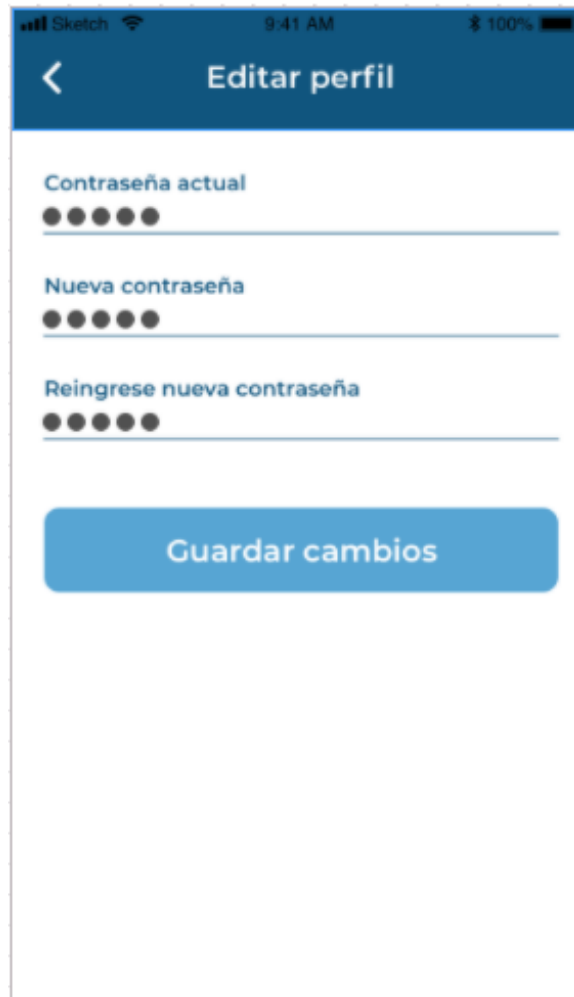 Sketch 9:41 AM 100%
Editar perfil
Contraseña actual
Nueva contraseña
Reingrese nueva contraseña
Guardar cambios